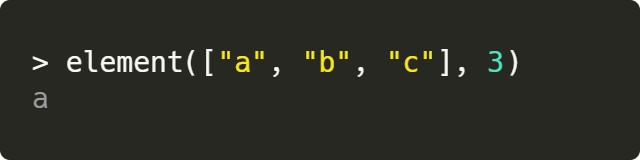 > element(["a", "b", "c"], 3)
a